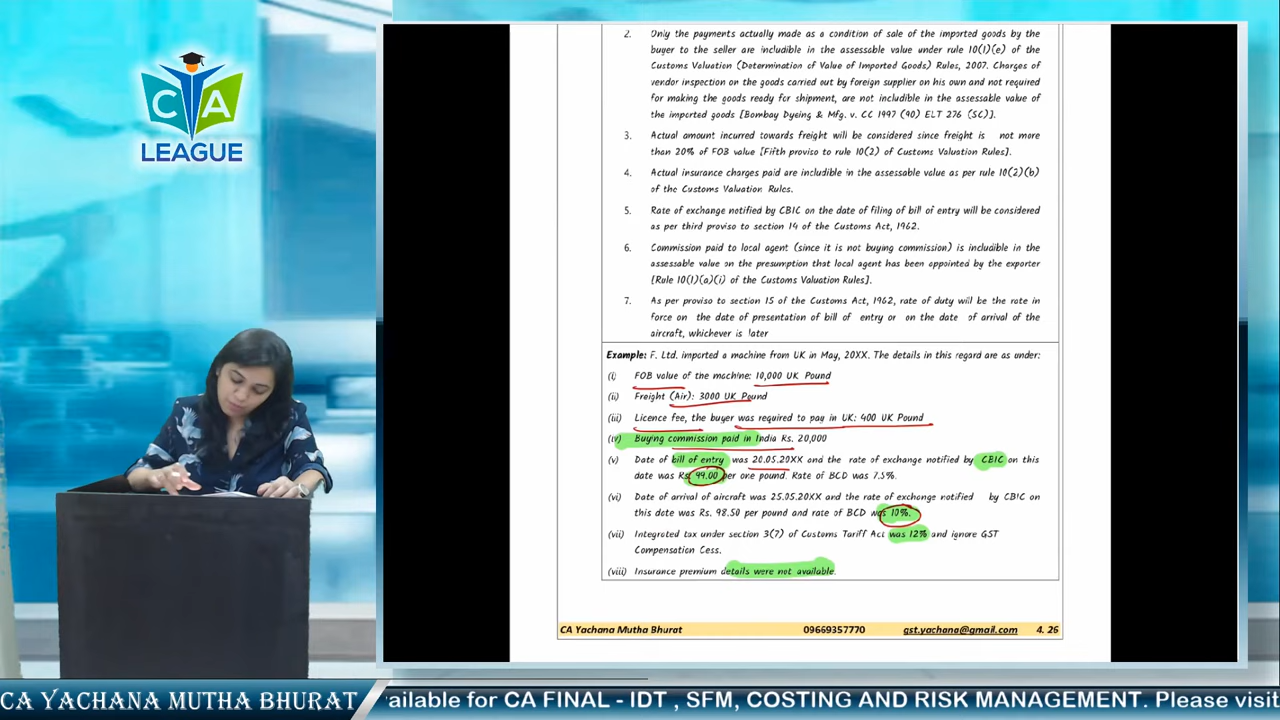 CA
LEAGUE
2. Only the payments actually made as a condition of sale of the imported goods by the
buyer to the seller are includible in the assessable value under rule 10(1)(e) of the
Customs Valuation (Determination of Value of Imported Goods) Rules, 2007. Charges of
vendor inspection on the goods carried out by foreign supplier on his own and not required
for making the goods ready for shipment, are not includible in the assessable value of
the imported goods [Bombay Dyeing & Mfg. v. CC 1997 (90) ELT 276 (SC)].
3. Actual amount incurred towards freight will be considered since freight is not more
than 20% of FOB value [Fifth proviso to rule 10(2) of Customs Valuation Rules].
4. Actual insurance charges paid are includible in the assessable value as per rule 10(2)(b)
of the Customs Valuation Rules.
5. Rate of exchange notified by CBIC on the date of filing of bill of entry will be considered
as per third proviso to section 14 of the Customs Act, 1962.
6. Commission paid to local agent (since it is not buying commission) is includible in the
assessable value on the presumption that local agent has been appointed by the exporter
[Rule 10(1)(a)(i) of the Customs Valuation Rules].
7. As per proviso to section 15 of the Customs Act, 1962, rate of duty will be the rate in
force on the date of presentation of bill of entry or on the date of arrival of the
aircraft, whichever is later
Example: F. Ltd. imported a machine from UK in May, 20XX. The details in this regard are as under:
(i) FOB value of the machine: 10,000 UK Pound
(ii) Freight (Air): 3000 UK Pound
(iii) Licence fee, the buyer was required to pay in UK: 400 UK Pound
(iv) Buying commission paid in India Rs. 20,000
(v) Date of bill of entry was 20.05.20XX and the rate of exchange notified by CBIC on this
date was Rs. 99.00 per one pound. Rate of BCD was 7.5%.
(vi) Date of arrival of aircraft was 25.05.20XX and the rate of exchange notified by CBIC on
this date was Rs. 98.50 per pound and rate of BCD was 10%.
(vii) Integrated tax under section 3(7) of Customs Tariff Act was 12% and ignore GST
Compensation Cess.
(viii) Insurance premium details were not available.
CA Yachana Mutha Bhurat 09669357770 gst.yachana@gmail.com 4. 26
CA YACHANA MUTHA BHURAT
ailable for CA FINAL - IDT , SFM, COSTING AND RISK MANAGEMENT. Please visit